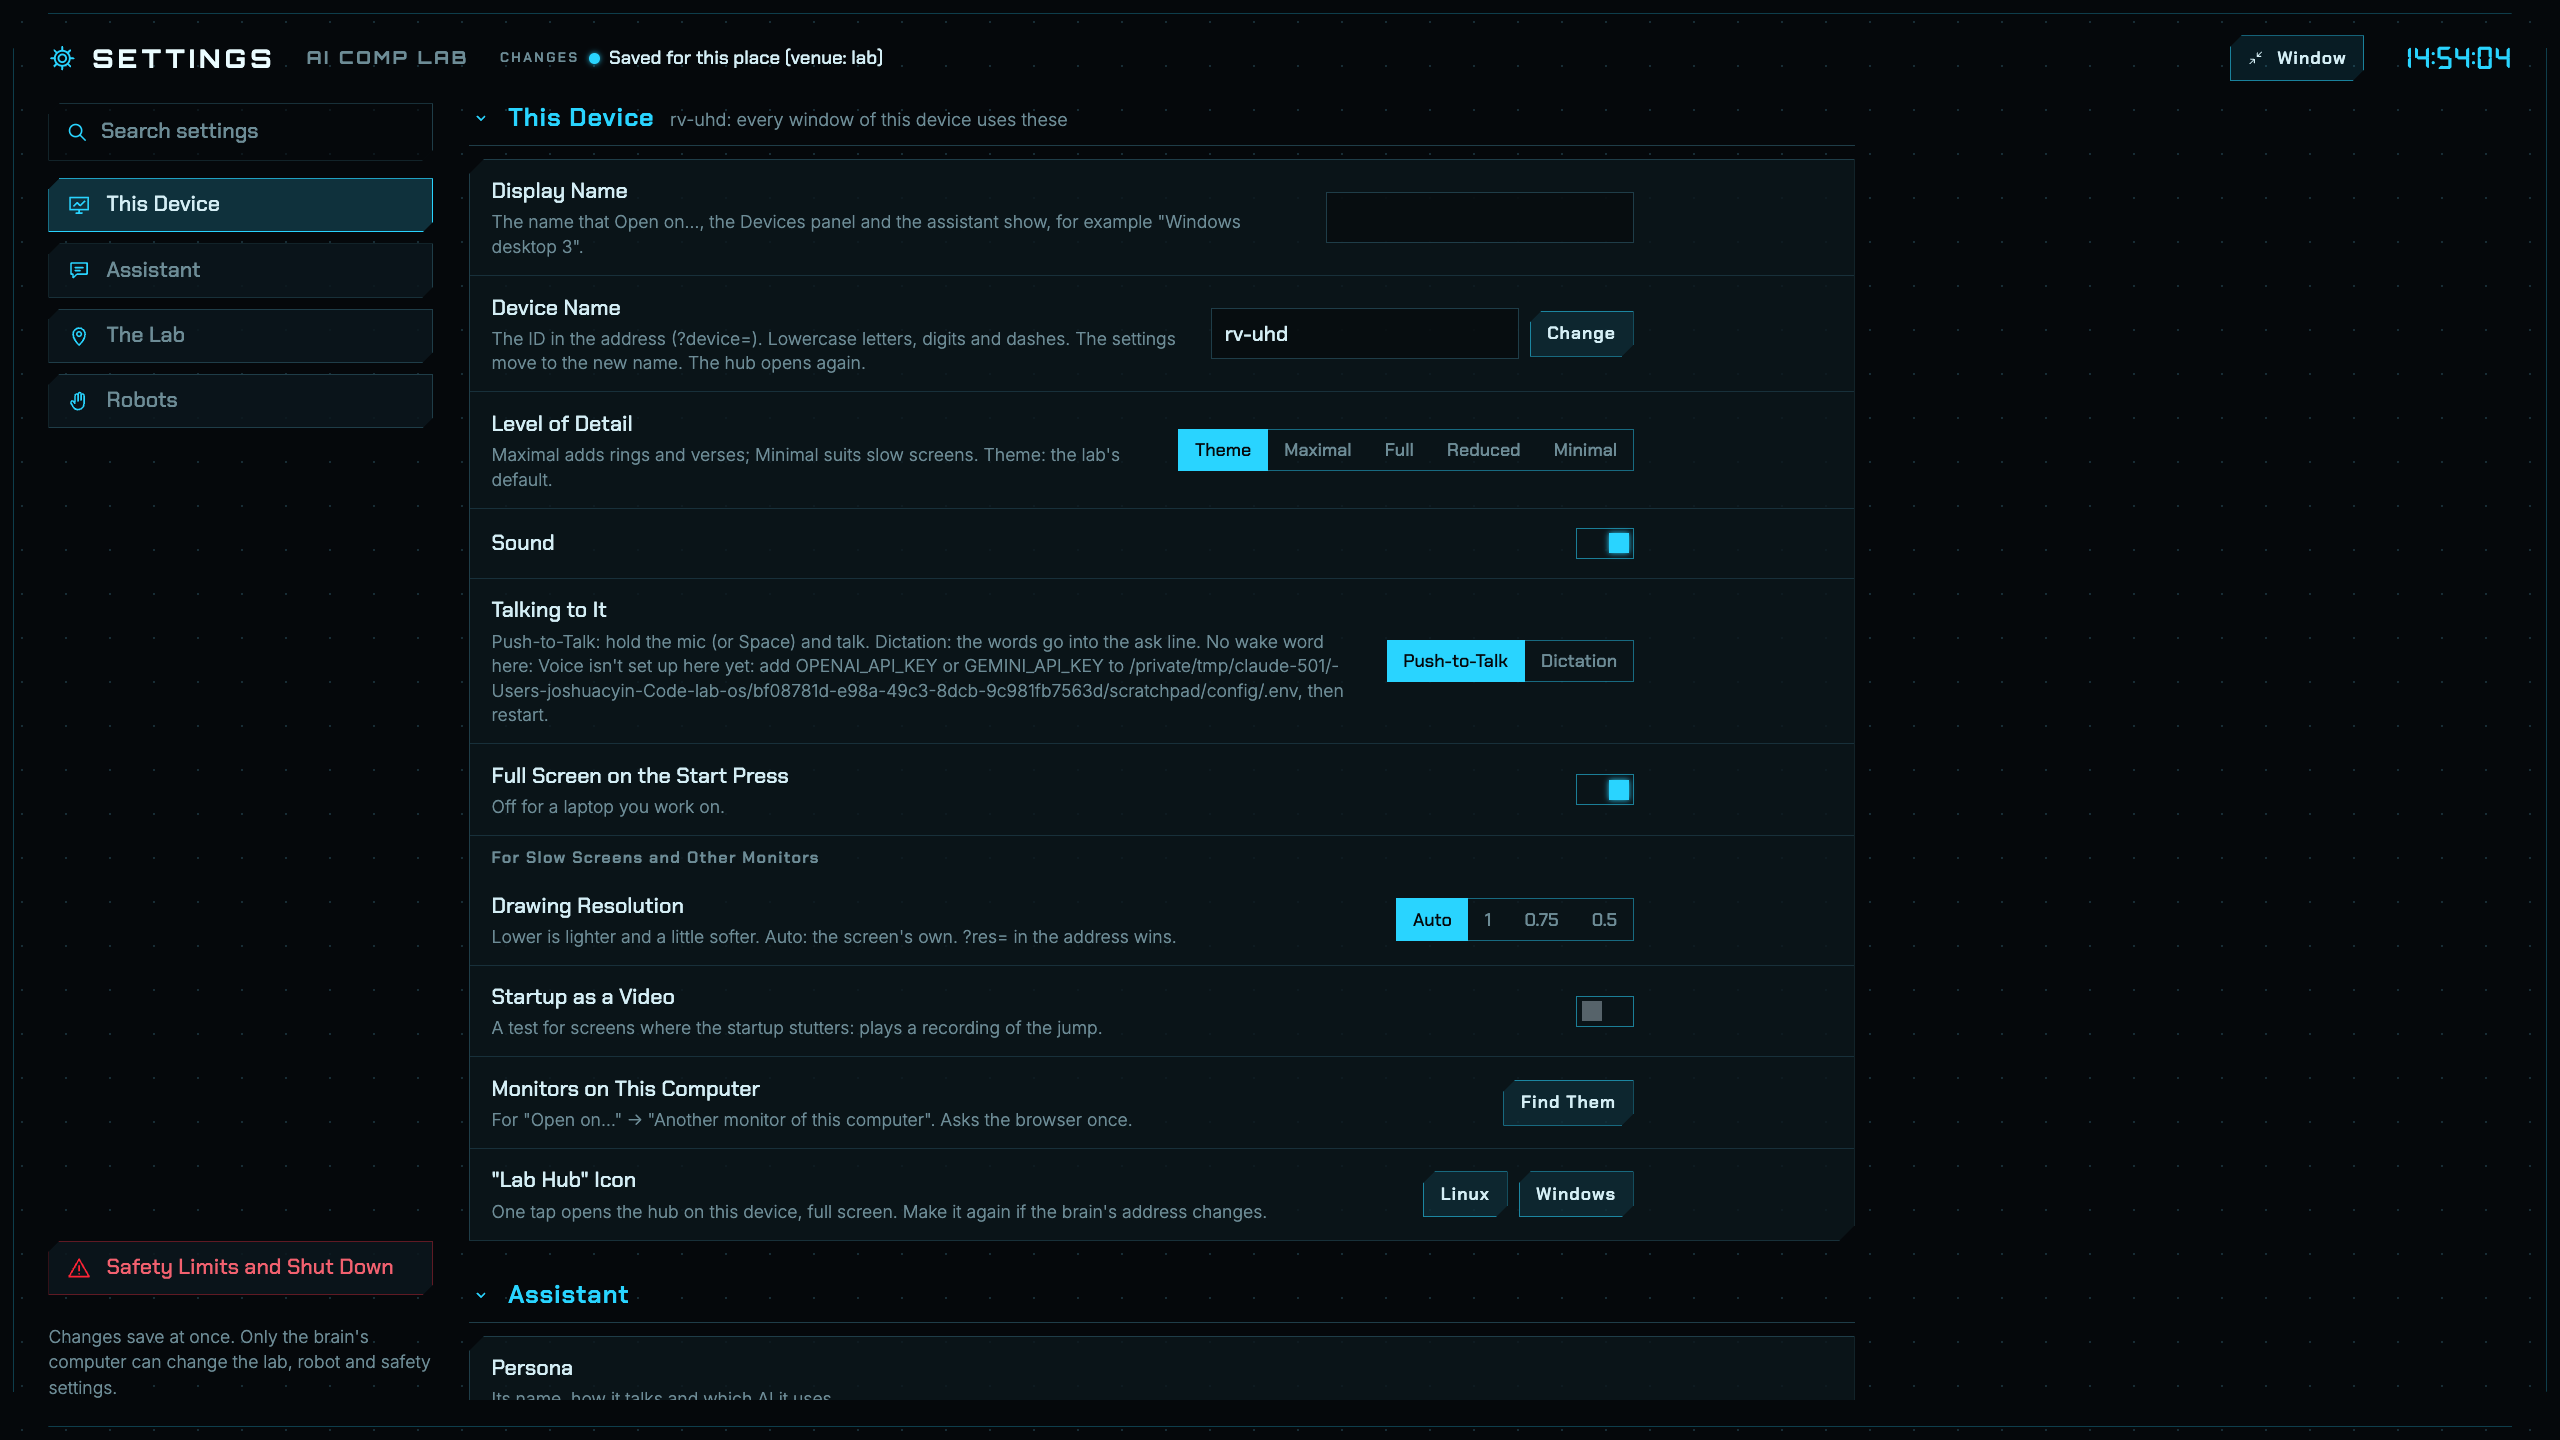 SETTINGS AI COMP LAB CHANGES Saved for this place (venue: lab) Window 14:54:04
Search settings
This Device
Assistant
The Lab
Robots
Safety Limits and Shut Down
Changes save at once. Only the brain's
computer can change the lab, robot and safety
settings.
This Device rv-uhd: every window of this device uses these
Display Name
The name that Open on..., the Devices panel and the assistant show, for example "Windows
desktop 3".
Device Name
The ID in the address (?device=). Lowercase letters, digits and dashes. The settings
move to the new name. The hub opens again.
rv-uhd Change
Level of Detail
Maximal adds rings and verses; Minimal suits slow screens. Theme: the lab's
default.
Theme Maximal Full Reduced Minimal
Sound
Talking to It
Push-to-Talk: hold the mic (or Space) and talk. Dictation: the words go into the ask line. No wake word
here: Voice isn't set up here yet: add OPENAI_API_KEY or GEMINI_API_KEY to /private/tmp/claude-501/-
Users-joshuacyin-Code-lab-os/bf08781d-e98a-49c3-8dcb-9c981fb7563d/scratchpad/config/.env, then
restart.
Push-to-Talk Dictation
Full Screen on the Start Press
Off for a laptop you work on.
For Slow Screens and Other Monitors
Drawing Resolution
Lower is lighter and a little softer. Auto: the screen's own. ?res= in the address wins.
Auto 1 0.75 0.5
Startup as a Video
A test for screens where the startup stutters: plays a recording of the jump.
Monitors on This Computer
For "Open on..." → "Another monitor of this computer". Asks the browser once.
Find Them
"Lab Hub" Icon
One tap opens the hub on this device, full screen. Make it again if the brain's address changes.
Linux Windows
Assistant
Persona
Its name, how it talks and which AI it uses